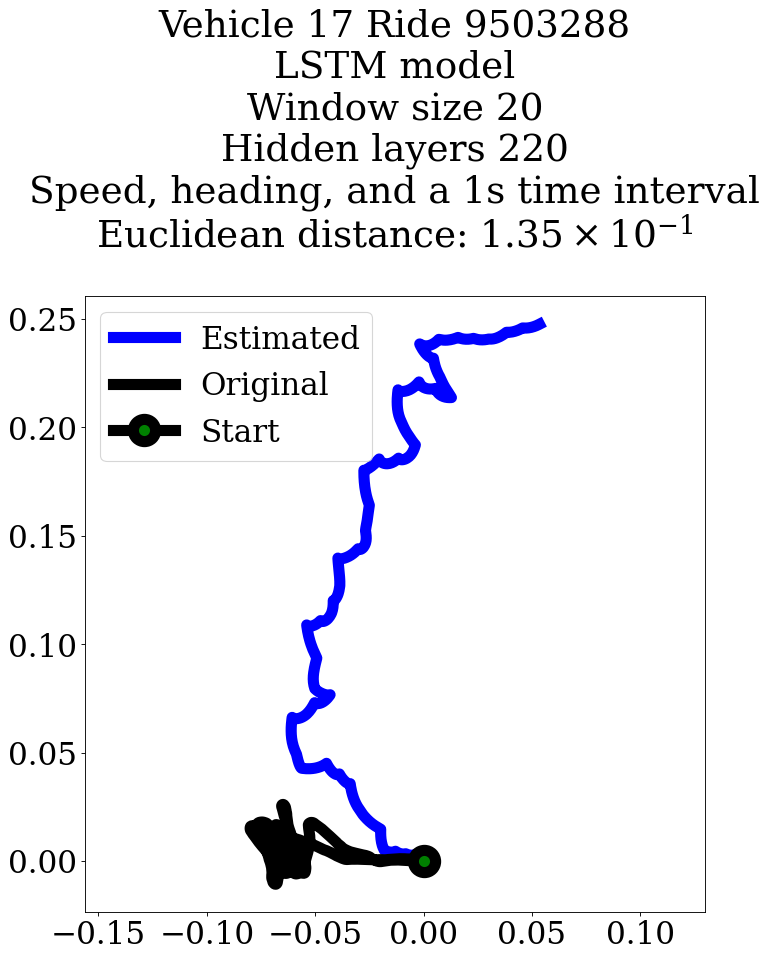 Vehicle 17 Ride 9503288
LSTM model
Window size 20
Hidden layers 220
Speed, heading, and a 1s time interval
Euclidean distance: 1.35 × 10⁻¹
Estimated
Original
Start
0.25
0.20
0.15
0.10
0.05
0.00
−0.15 −0.10 −0.05 0.00 0.05 0.10